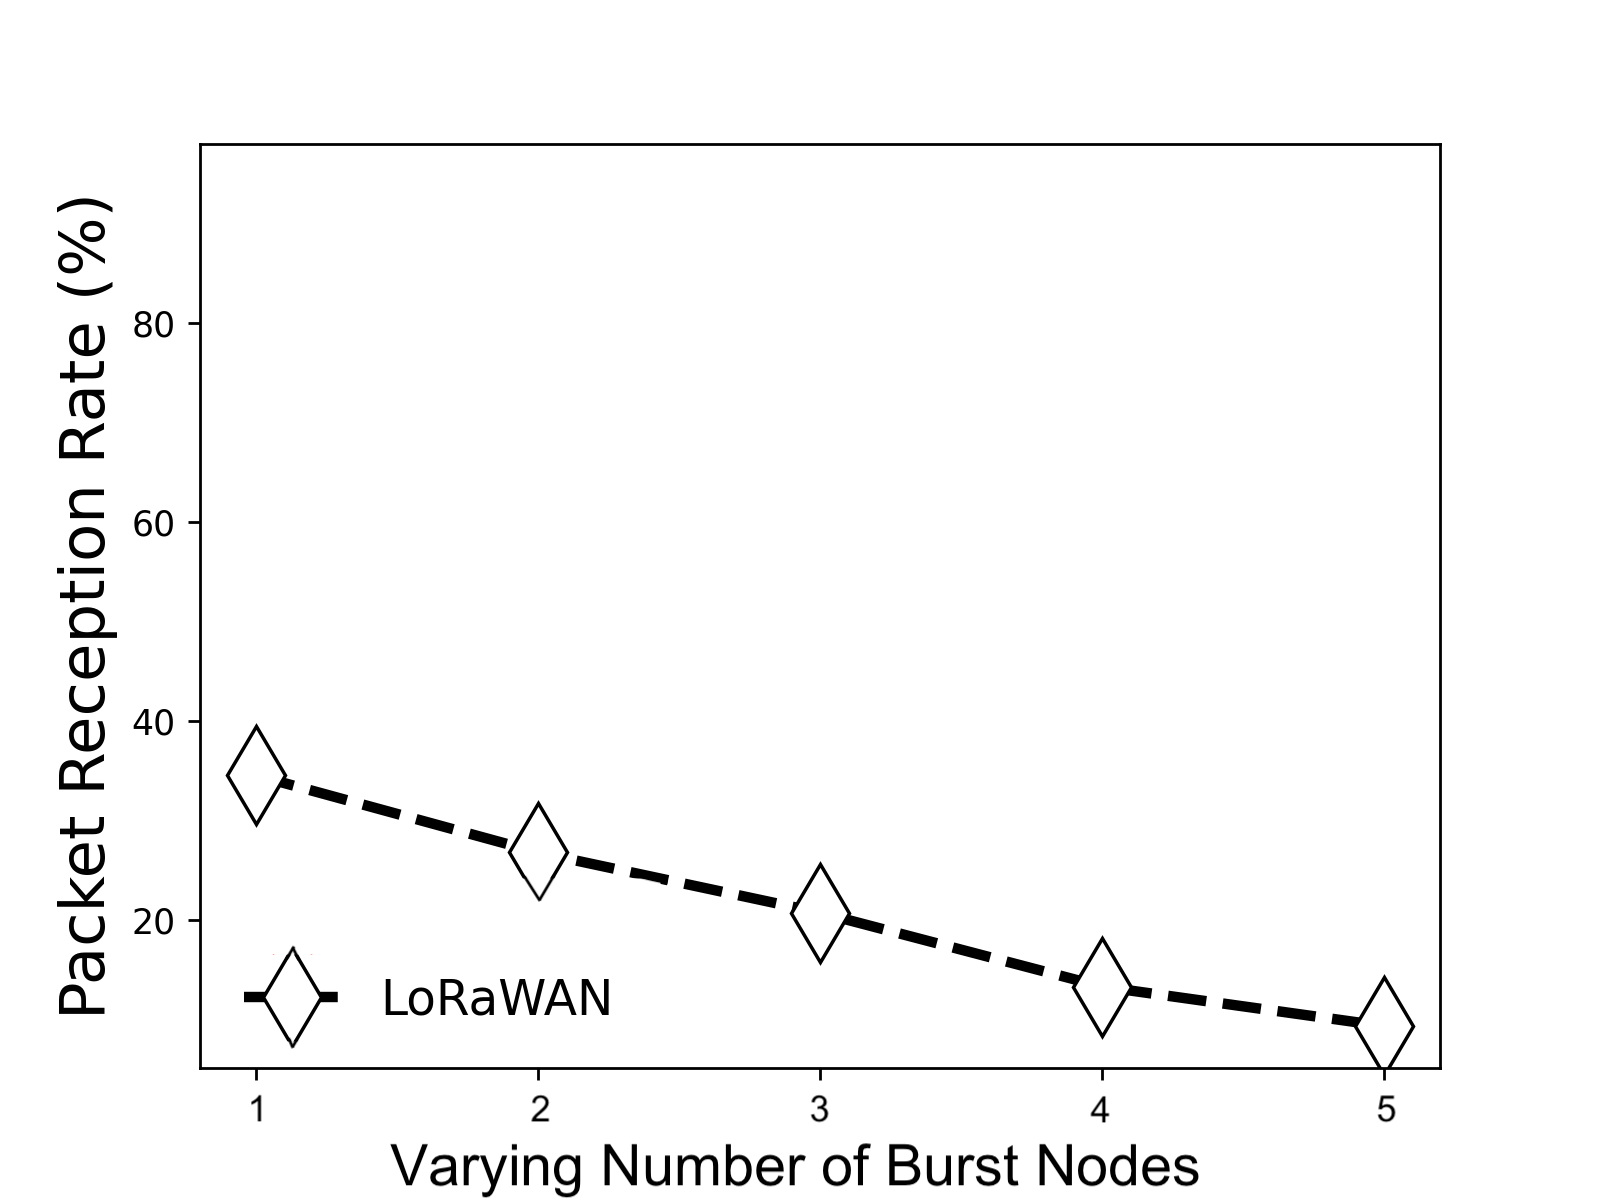 Packet Reception Rate (%)
80
60
40
20
LoRaWAN
1 2 3 4 5
Varying Number of Burst Nodes